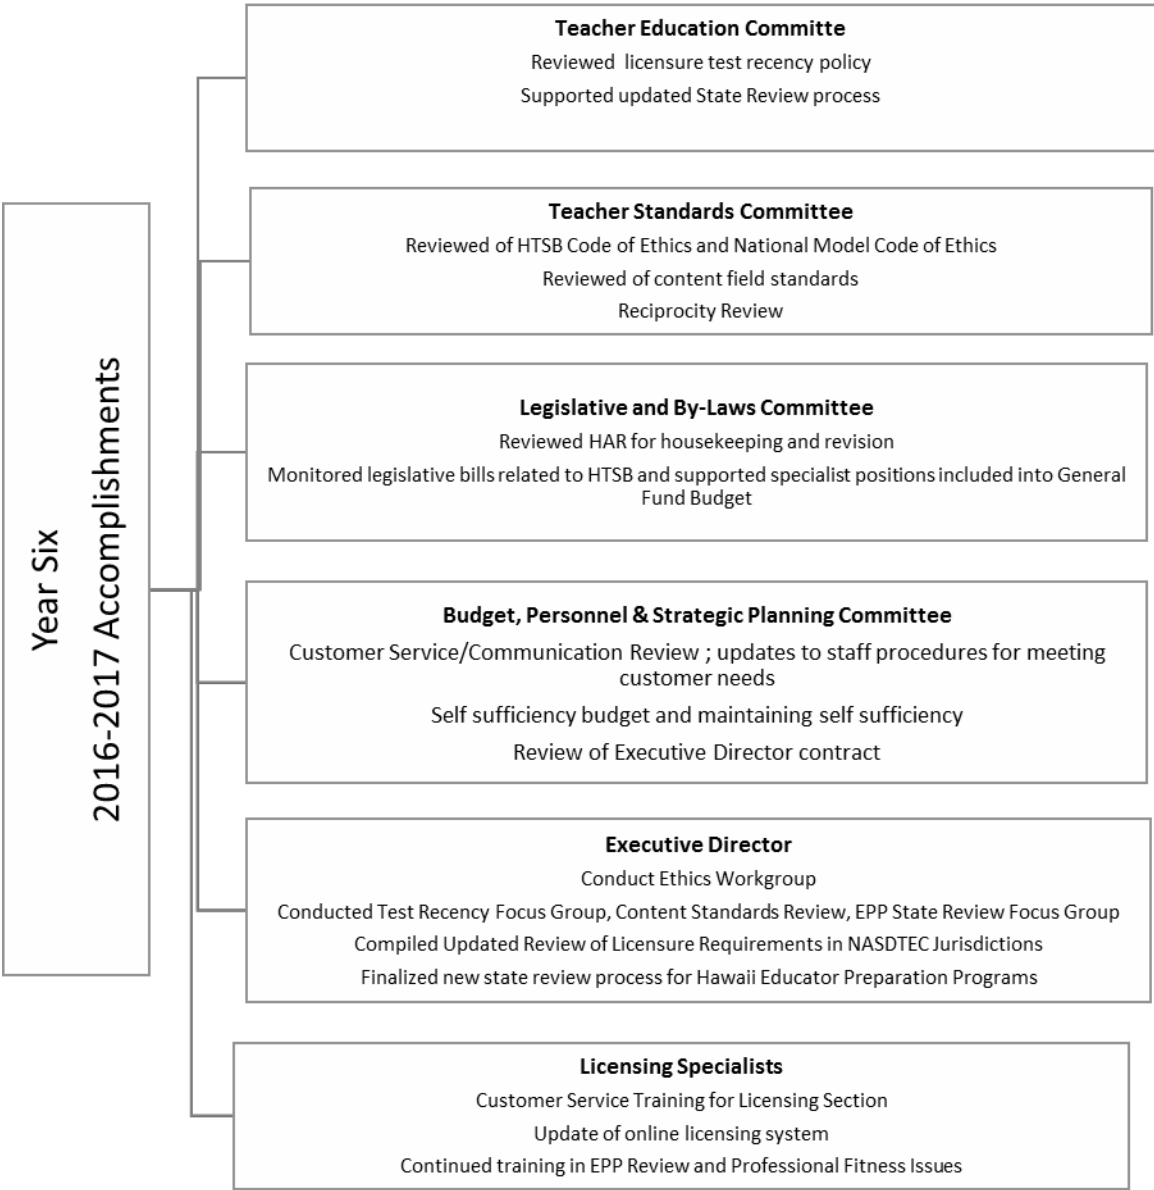 Year Six
2016-2017 Accomplishments
Teacher Education Committe
Reviewed licensure test recency policy
Supported updated State Review process
Teacher Standards Committee
Reviewed of HTSB Code of Ethics and National Model Code of Ethics
Reviewed of content field standards
Reciprocity Review
Legislative and By-Laws Committee
Reviewed HAR for housekeeping and revision
Monitored legislative bills related to HTSB and supported specialist positions included into General
Fund Budget
Budget, Personnel & Strategic Planning Committee
Customer Service/Communication Review ; updates to staff procedures for meeting
customer needs
Self sufficiency budget and maintaining self sufficiency
Review of Executive Director contract
Executive Director
Conduct Ethics Workgroup
Conducted Test Recency Focus Group, Content Standards Review, EPP State Review Focus Group
Compiled Updated Review of Licensure Requirements in NASDTEC Jurisdictions
Finalized new state review process for Hawaii Educator Preparation Programs
Licensing Specialists
Customer Service Training for Licensing Section
Update of online licensing system
Continued training in EPP Review and Professional Fitness Issues